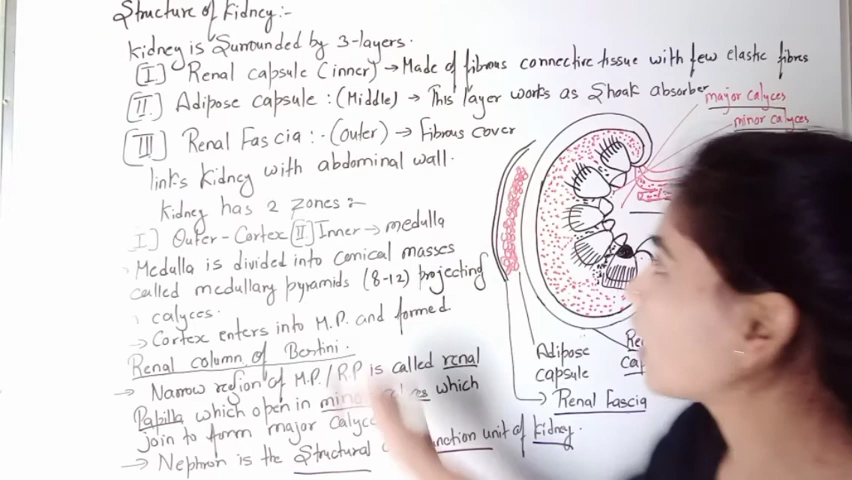 Structure of Kidney:-
Kidney is Surrounded by 3-layers.
I Renal capsule (inner) → Made of fibrous connective tissue with few elastic fibres
II Adipose capsule : (Middle) → This layer works as Shoak absorber
III Renal Fascia : - (outer) → Fibrous cover
links Kidney with abdominal wall.
Kidney has 2 zones :-
I Outer-Cortex II Inner → medulla
Medulla is divided into Conical masses
called medullary pyramids (8-12) projecting
calyces.
→ Cortex enters into M.P. and formed
Renal column of Bertini.
→ Narrow region of M.P./R.P is called renal
Papilla which open in which
join to form major
→ Nephron is the Structural unit of Kidney.
major calyces
minor calyces
Adipose
capsule
Renal Fascia